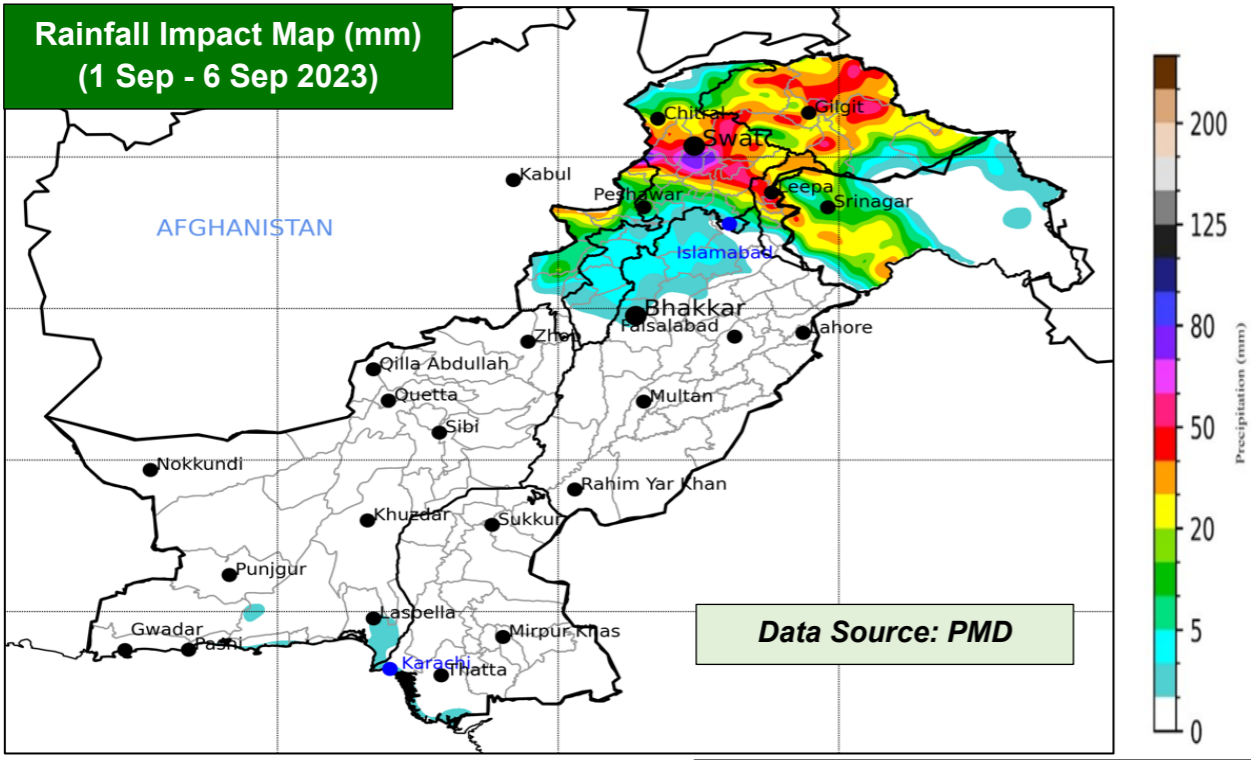 Rainfall Impact Map (mm)
(1 Sep - 6 Sep 2023)
Chitral
Gilgit
Swat
Kabul
Leepa
Peshawar
Srinagar
AFGHANISTAN
Islamabad
Bhakkar
Faisalabad
Lahore
Zhob
Qilla Abdullah
Quetta
Multan
Sibi
Nokkundi
Rahim Yar Khan
Khuzdar
Sukkur
Punjgur
Lasbella
Gwadar
Pasni
Mirpur Khas
Karachi
Thatta
Data Source: PMD
200
125
80
50
20
5
0
Precipitation (mm)